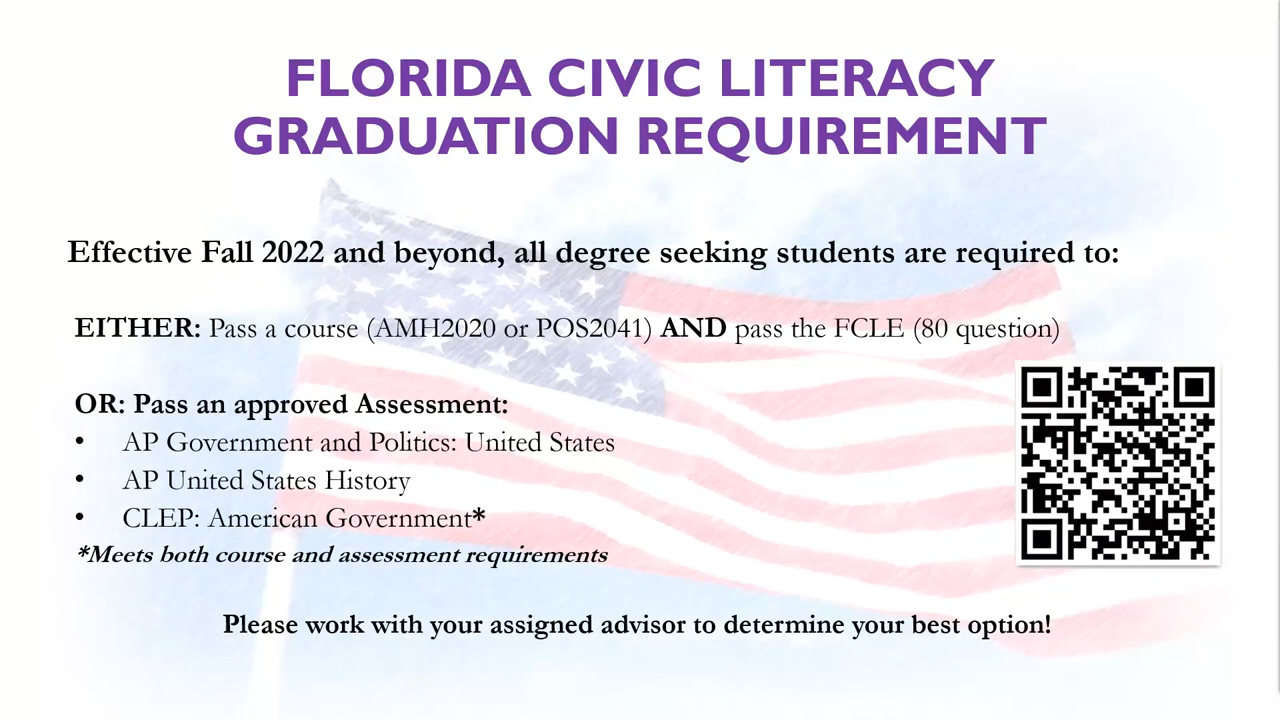 FLORIDA CIVIC LITERACY
GRADUATION REQUIREMENT
Effective Fall 2022 and beyond, all degree seeking students are required to:
EITHER: Pass a course (AMH2020 or POS2041) AND pass the FCLE (80 question)
OR: Pass an approved Assessment:
• AP Government and Politics: United States
• AP United States History
• CLEP: American Government*
*Meets both course and assessment requirements
Please work with your assigned advisor to determine your best option!